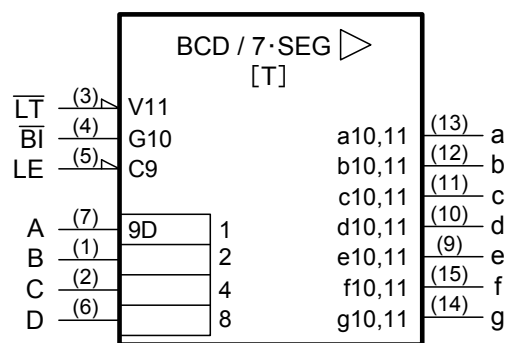 BCD / 7·SEG ▷
[T]
L̅T̅ (3) V11
B̅I̅ (4) G10
LE (5) C9
A (7) 9D 1
B (1) 2
C (2) 4
D (6) 8
a10,11 (13) a
b10,11 (12) b
c10,11 (11) c
d10,11 (10) d
e10,11 (9) e
f10,11 (15) f
g10,11 (14) g